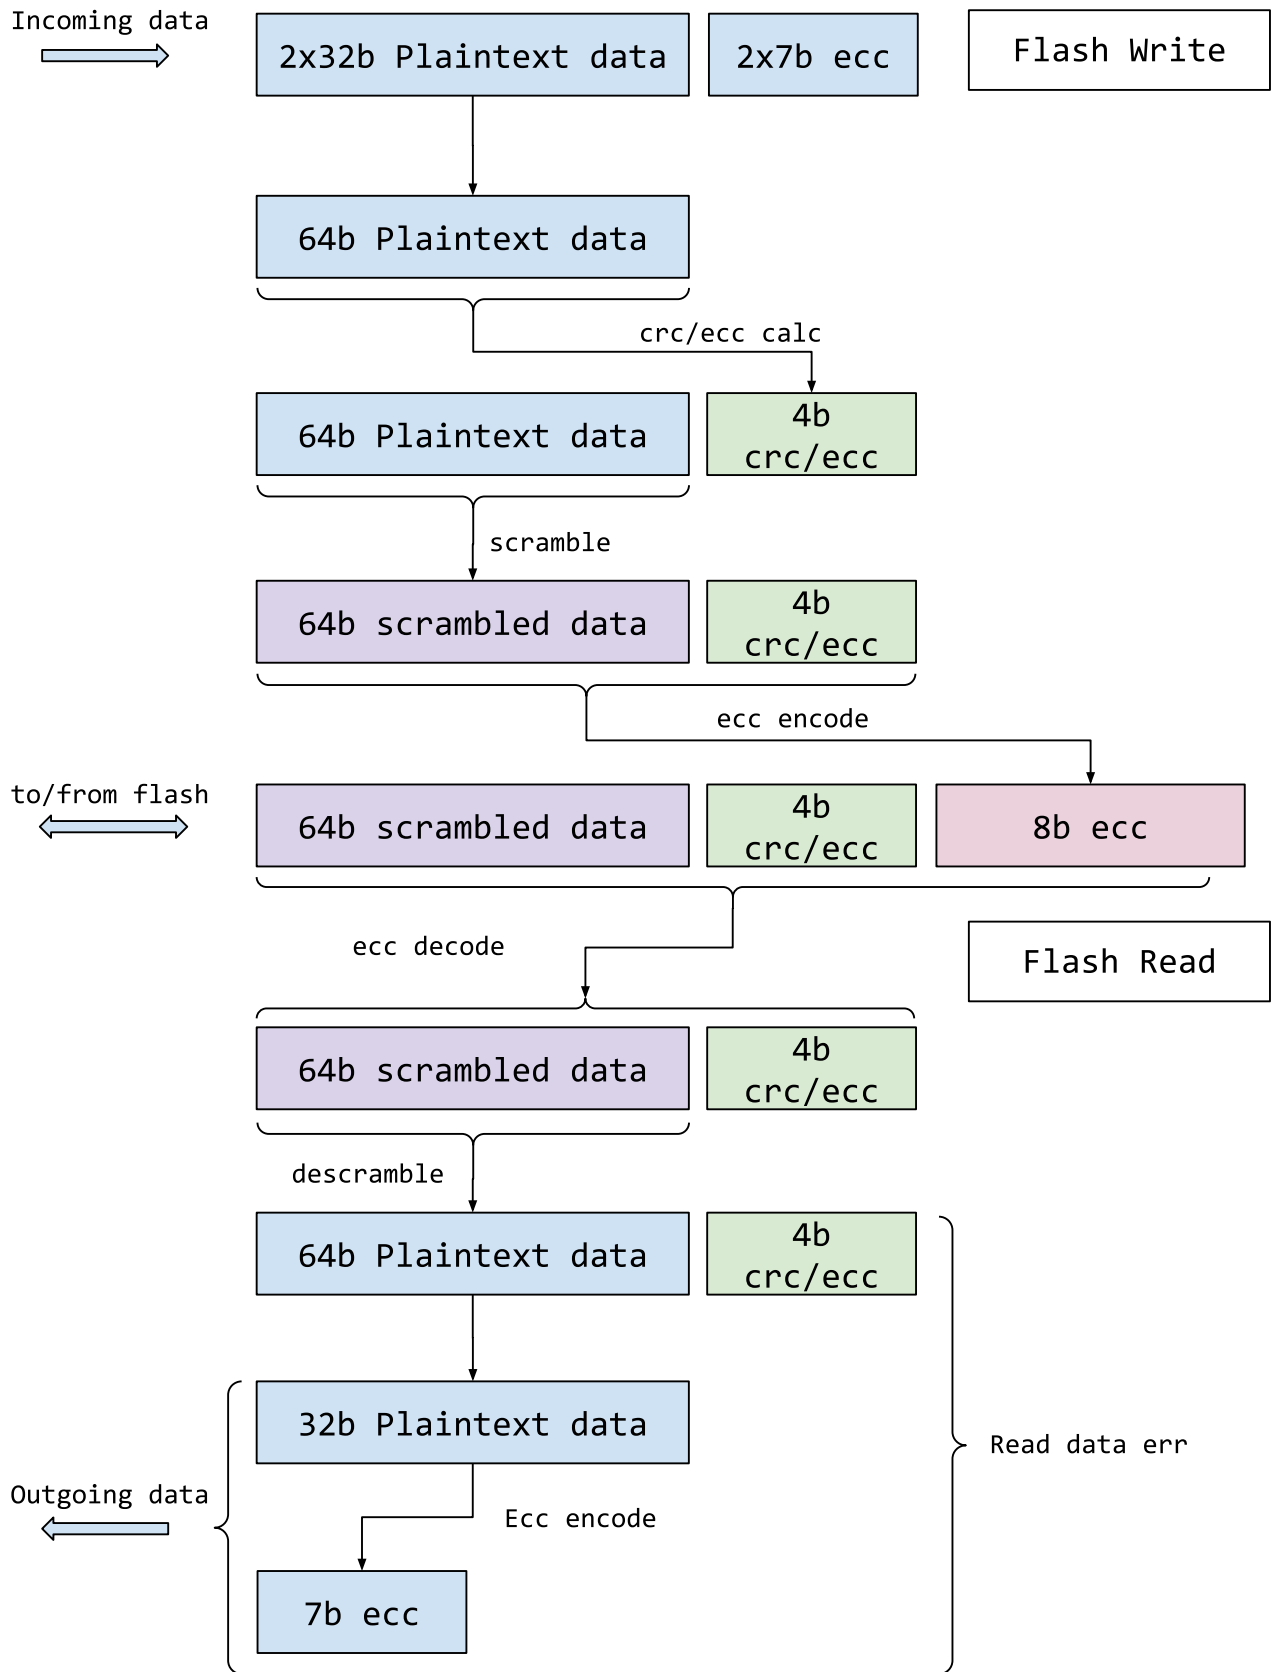 Incoming data
2x32b Plaintext data
2x7b ecc
Flash Write
64b Plaintext data
crc/ecc calc
64b Plaintext data
4b
crc/ecc
scramble
64b scrambled data
4b
crc/ecc
ecc encode
to/from flash
64b scrambled data
4b
crc/ecc
8b ecc
ecc decode
Flash Read
64b scrambled data
4b
crc/ecc
descramble
64b Plaintext data
4b
crc/ecc
32b Plaintext data
Read data err
Outgoing data
Ecc encode
7b ecc